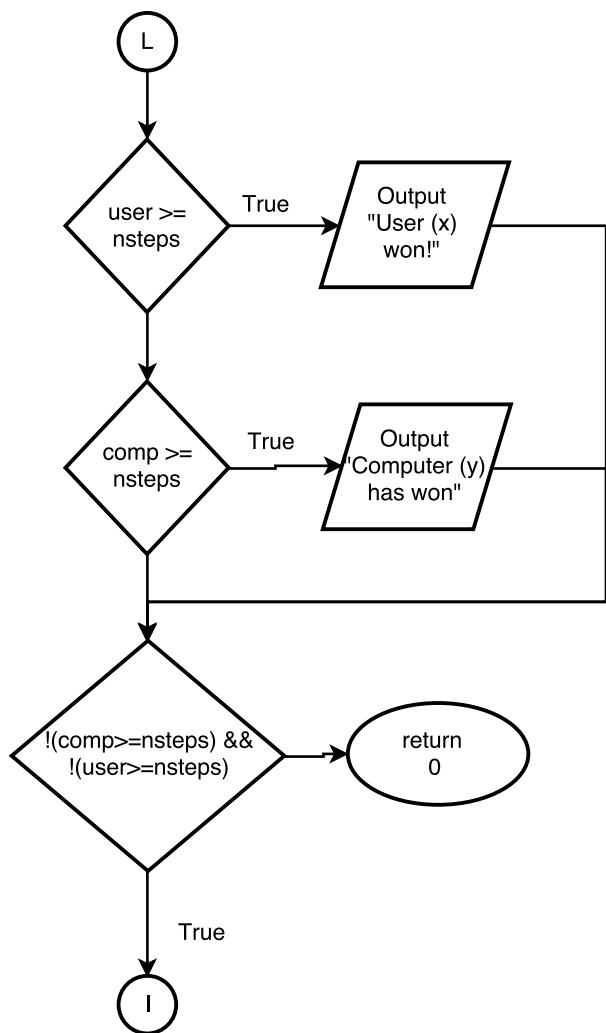 L
user >=
nsteps
True
Output
"User (x)
won!"
comp >=
nsteps
True
Output
"Computer (y)
has won"
!(comp>=nsteps) &&
!(user>=nsteps)
return
0
True
I